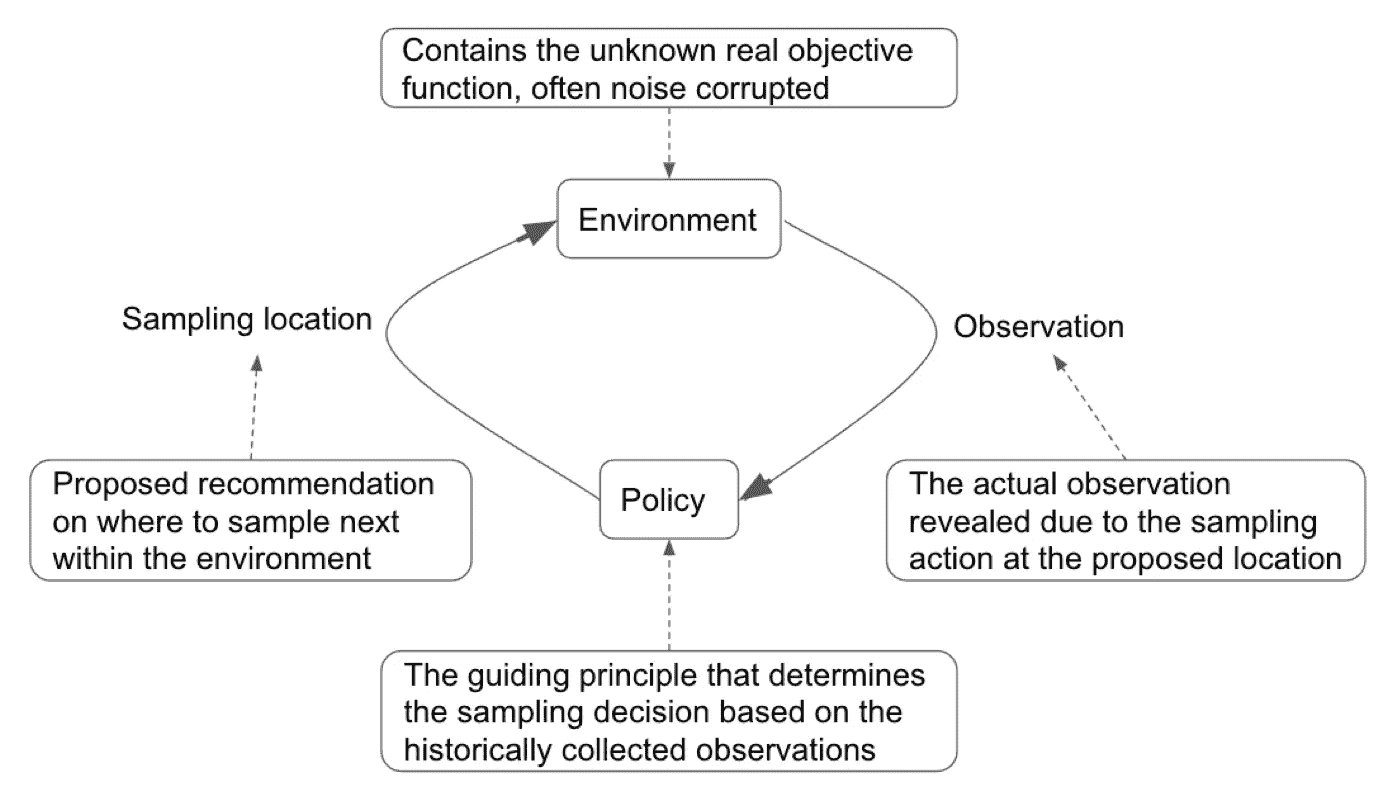 Contains the unknown real objective
function, often noise corrupted
Environment
Sampling location
Observation
Proposed recommendation
on where to sample next
within the environment
Policy
The actual observation
revealed due to the sampling
action at the proposed location
The guiding principle that determines
the sampling decision based on the
historically collected observations